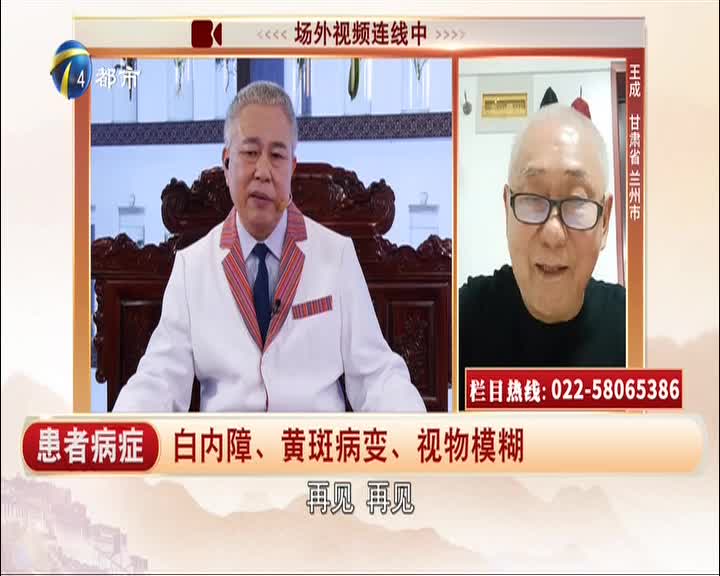 <<<< 场外视频连线中 >>>>
4 都市
王成 甘肃省 兰州市
栏目热线: 022-58065386
患者病症 白内障、黄斑病变、视物模糊
再见 再见